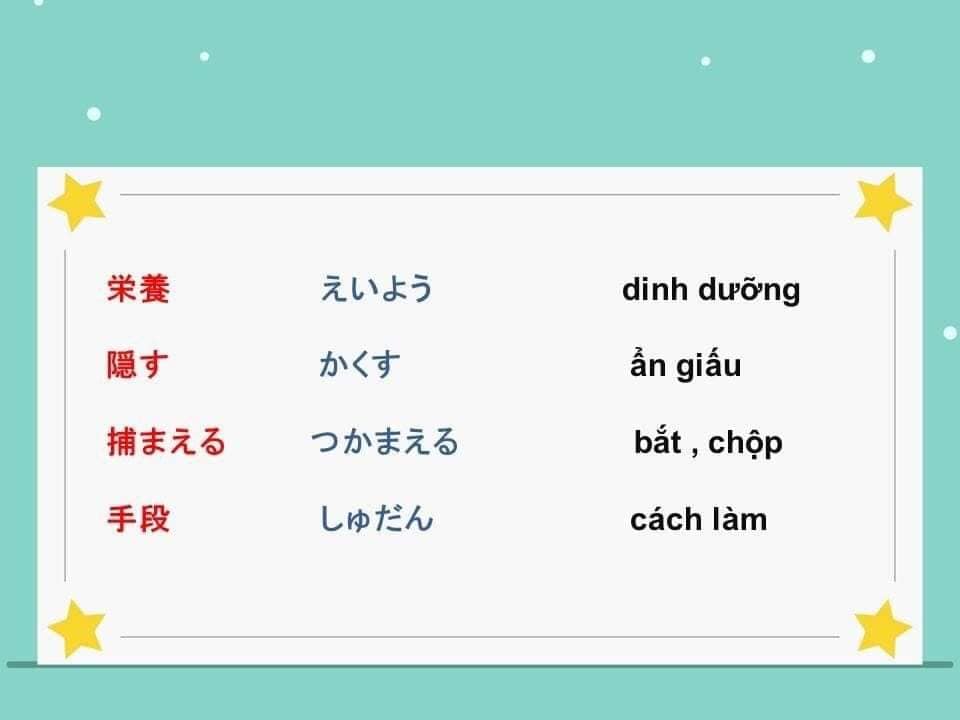 栄養 えいよう dinh dưỡng
隠す かくす ẩn giấu
捕まえる つかまえる bắt , chộp
手段 しゅだん cách làm